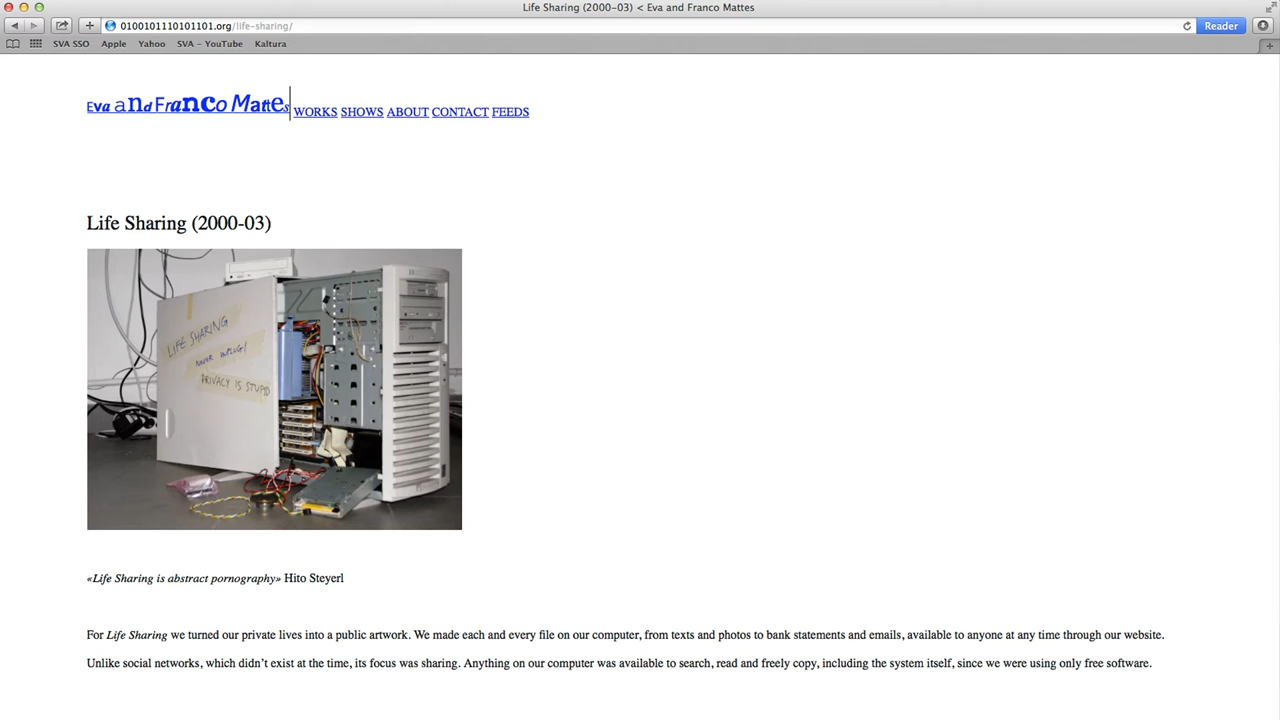 Life Sharing (2000-03) < Eva and Franco Mattes
0100101110101101.org/life-sharing/
Reader
SVA SSO Apple Yahoo SVA - YouTube Kaltura
Eva and Franco Mattes WORKS SHOWS ABOUT CONTACT FEEDS
Life Sharing (2000-03)
LIFE SHARING
NEVER UNPLUG!
PRIVACY IS STUPID
«Life Sharing is abstract pornography» Hito Steyerl
For Life Sharing we turned our private lives into a public artwork. We made each and every file on our computer, from texts and photos to bank statements and emails, available to anyone at any time through our website.
Unlike social networks, which didn't exist at the time, its focus was sharing. Anything on our computer was available to search, read and freely copy, including the system itself, since we were using only free software.